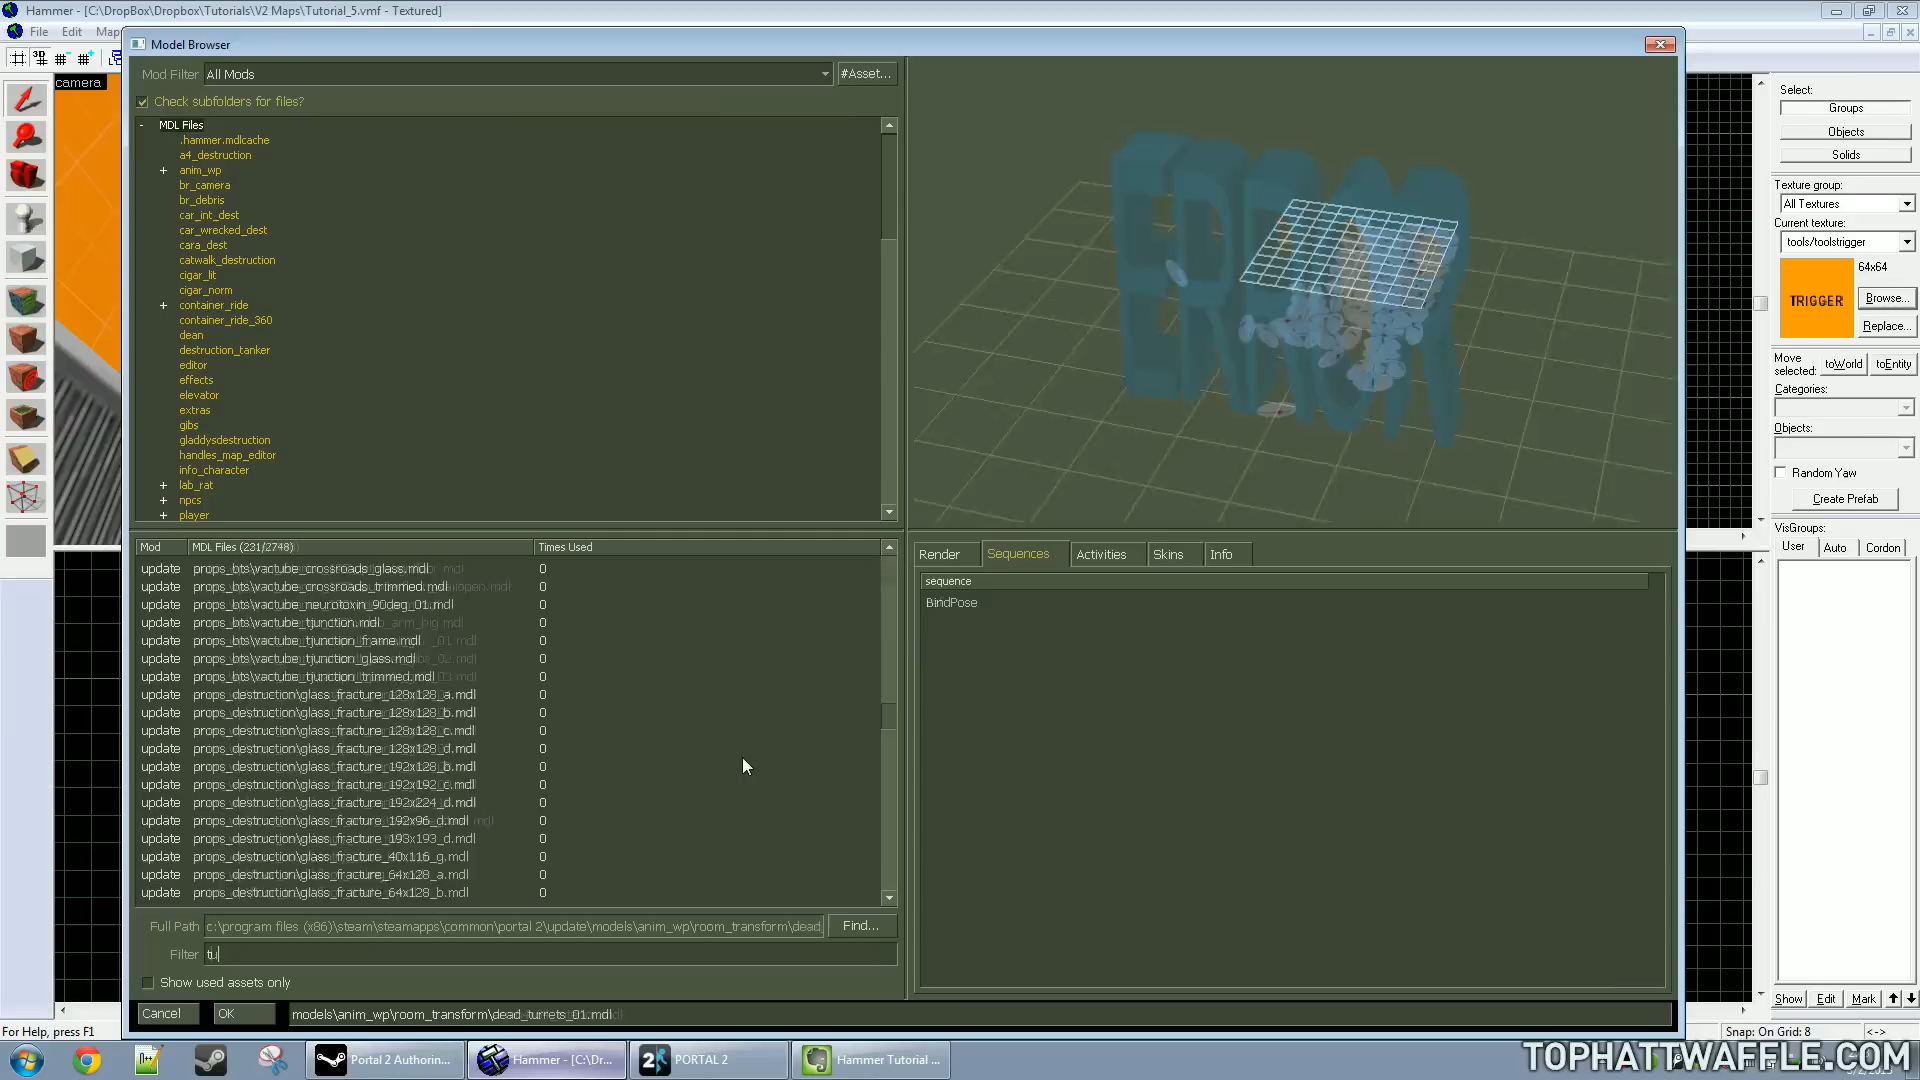 Hammer - [C:\DropBox\Dropbox\Tutorials\V2 Maps\Tutorial_5.vmf - Textured]
File Edit Map
camera
Model Browser
Mod Filter All Mods #Asset...
Check subfolders for files?
- MDL Files
.hammer.mdlcache
a4_destruction
+ anim_wp
br_camera
br_debris
car_int_dest
car_wrecked_dest
cara_dest
catwalk_destruction
cigar_lit
cigar_norm
+ container_ride
container_ride_360
dean
destruction_tanker
editor
effects
elevator
extras
gibs
gladdysdestruction
handles_map_editor
info_character
+ lab_rat
+ npcs
+ player
Mod MDL Files (231/2748) Times Used
update props_bts\vactube_crossroads_glass.mdl 0
update props_bts\vactube_crossroads_trimmed.mdl 0
update props_bts\vactube_neurotoxin_90deg_01.mdl 0
update props_bts\vactube_tjunction.mdl 0
update props_bts\vactube_tjunction_frame.mdl 0
update props_bts\vactube_tjunction_glass.mdl 0
update props_bts\vactube_tjunction_trimmed.mdl 0
update props_destruction\glass_fracture_128x128_a.mdl 0
update props_destruction\glass_fracture_128x128_b.mdl 0
update props_destruction\glass_fracture_128x128_c.mdl 0
update props_destruction\glass_fracture_128x128_d.mdl 0
update props_destruction\glass_fracture_192x128_b.mdl 0
update props_destruction\glass_fracture_192x192_c.mdl 0
update props_destruction\glass_fracture_192x224_d.mdl 0
update props_destruction\glass_fracture_192x96_d.mdl 0
update props_destruction\glass_fracture_193x193_d.mdl 0
update props_destruction\glass_fracture_40x116_g.mdl 0
update props_destruction\glass_fracture_64x128_a.mdl 0
update props_destruction\glass_fracture_64x128_b.mdl 0
Full Path c:\program files (x86)\steam\steamapps\common\portal 2\update\models\anim_wp\room_transform\dead Find...
Filter tu
Show used assets only
Cancel OK models\anim_wp\room_transform\dead_turrets_01.mdl
ERROR
Render Sequences Activities Skins Info
sequence
BindPose
Select:
Groups
Objects
Solids
Texture group:
All Textures
Current texture:
tools/toolstrigger
64x64
TRIGGER
Browse...
Replace...
Move selected: toWorld toEntity
Categories:
Objects:
Random Yaw
Create Prefab
VisGroups:
User Auto Cordon
Show Edit Mark
For Help, press F1
Snap: On Grid: 8 <->
Portal 2 Authorin... Hammer - [C:\Dr... PORTAL 2 Hammer Tutorial ...
TOPHATTWAFFLE.COM